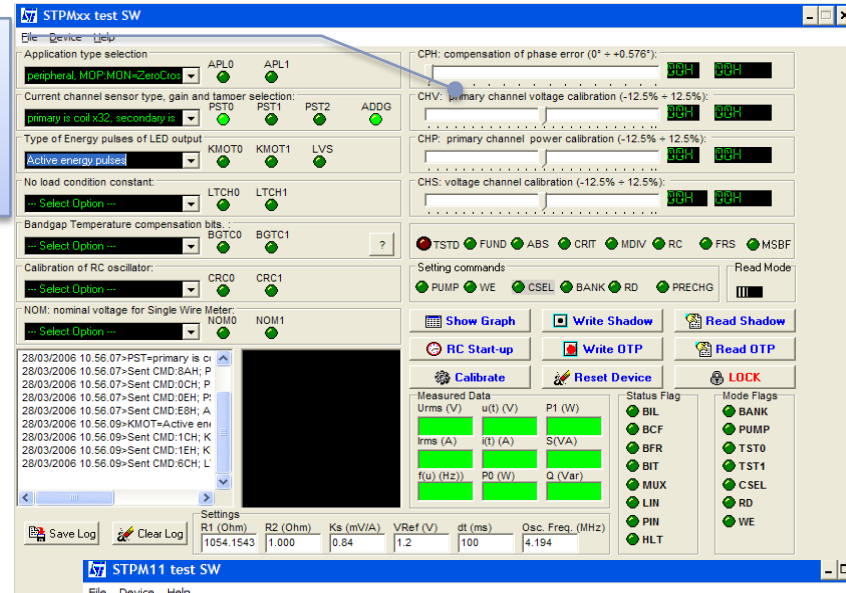 STPMxx test SW
File Device Help
Application type selection
peripheral, MOP:MON=ZeroCros
APL0 APL1
Current channel sensor type, gain and tamper selection:
primary is coil x32, secondary is
PST0 PST1 PST2 ADDG
Type of Energy pulses of LED output
Active energy pulses
KMOT0 KMOT1 LVS
No load condition constant:
--- Select Option ---
LTCH0 LTCH1
Bandgap Temperature compensation bits. :
--- Select Option ---
BGTC0 BGTC1
?
Calibration of RC oscillator:
--- Select Option ---
CRC0 CRC1
NOM: nominal voltage for Single Wire Meter:
--- Select Option ---
NOM0 NOM1
CPH: compensation of phase error (0° ÷ +0.576°):
00H 00H
CHV: primary channel voltage calibration (-12.5% ÷ 12.5%):
00H 00H
CHP: primary channel power calibration (-12.5% ÷ 12.5%):
00H 00H
CHS: voltage channel calibration (-12.5% ÷ 12.5%):
00H 00H
TSTD FUND ABS CRIT MDIV RC FRS MSBF
Setting commands
PUMP WE CSEL BANK RD PRECHG
Read Mode
Show Graph Write Shadow Read Shadow
RC Start-up Write OTP Read OTP
Calibrate Reset Device LOCK
28/03/2006 10.56.07>PST=primary is c
28/03/2006 10.56.07>Sent CMD:8AH; P
28/03/2006 10.56.07>Sent CMD:0CH; P
28/03/2006 10.56.07>Sent CMD:0EH; P
28/03/2006 10.56.07>Sent CMD:E8H; A
28/03/2006 10.56.09>KMOT=Active en
28/03/2006 10.56.09>Sent CMD:1CH; K
28/03/2006 10.56.09>Sent CMD:1EH; K
28/03/2006 10.56.09>Sent CMD:6CH; L
Measured Data
Urms (V) u(t) (V) P1 (W)
Irms (A) i(t) (A) S(VA)
f(u) (Hz)) P0 (W) Q (Var)
Status Flag
BIL
BCF
BFR
BIT
MUX
LIN
PIN
HLT
Mode Flags
BANK
PUMP
TST0
TST1
CSEL
RD
WE
Save Log Clear Log
Settings
R1 (Ohm) R2 (Ohm) Ks (mV/A) VRef (V) dt (ms) Osc. Freq. (MHz)
1054.1543 1.000 0.84 1.2 100 4.194
STPM11 test SW
File Device Help